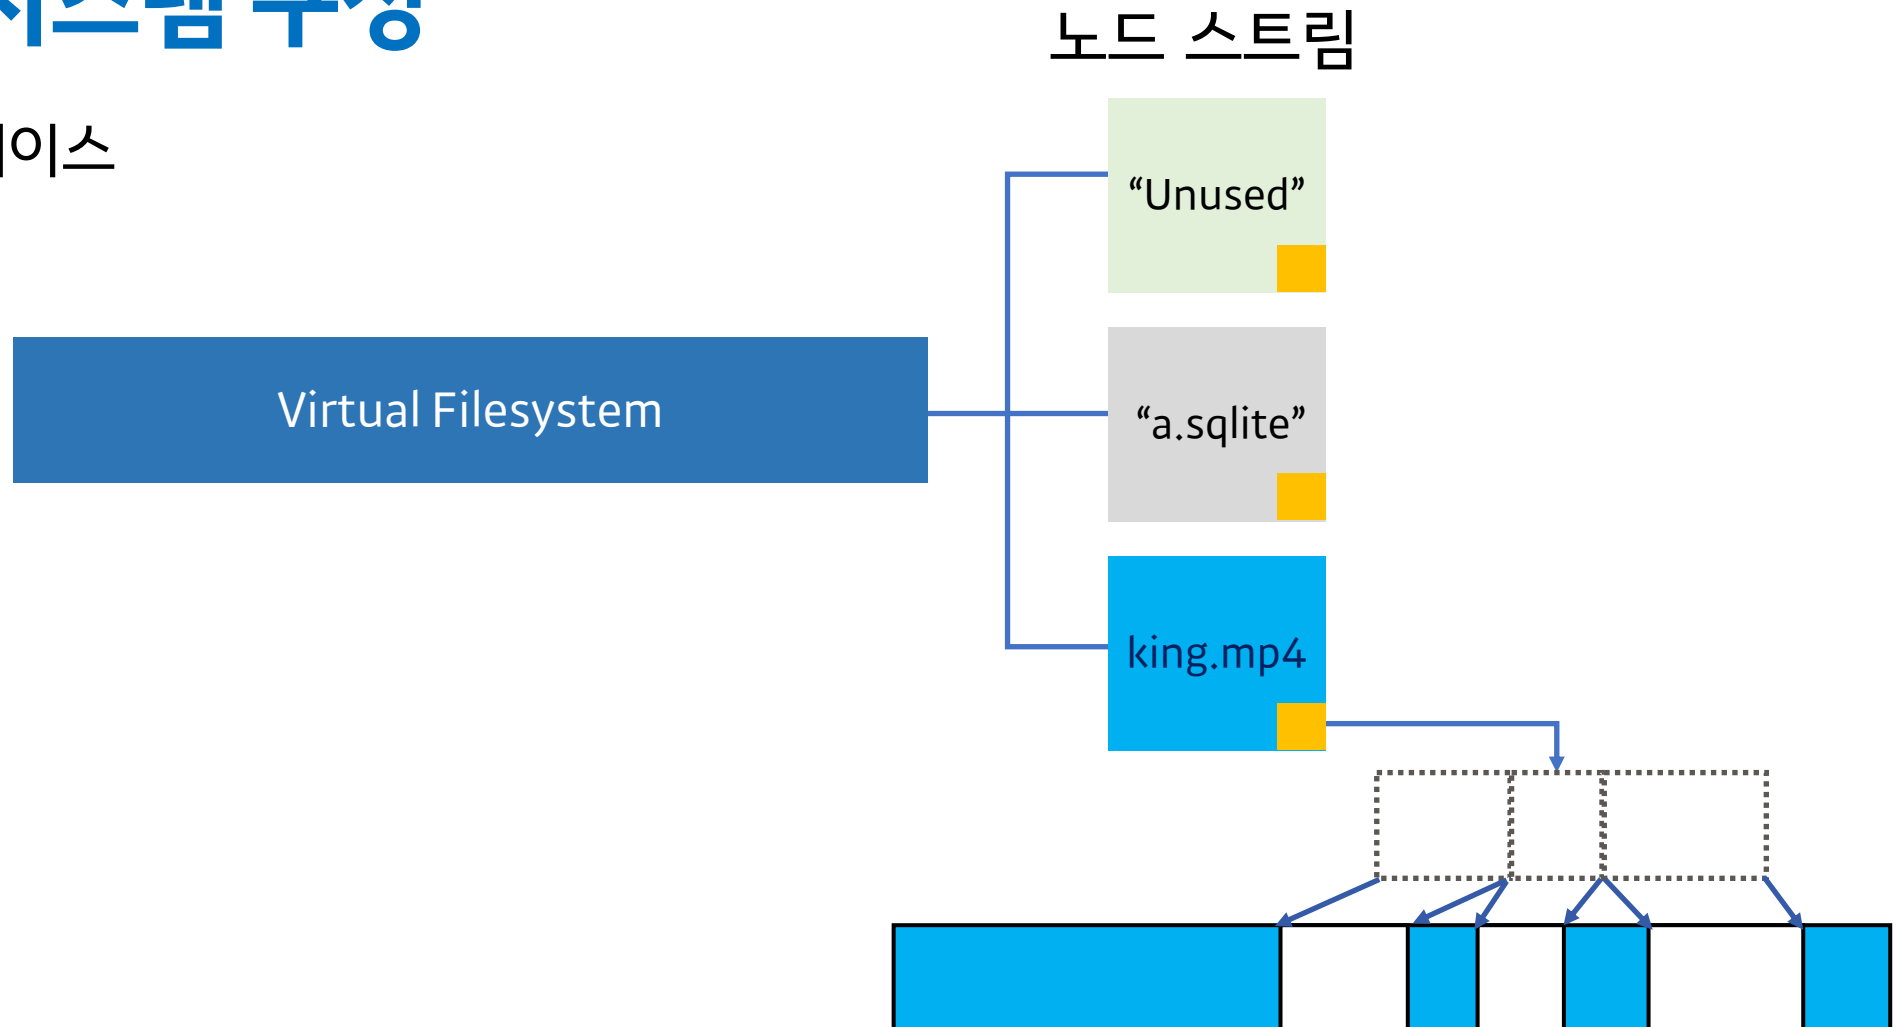 노드 스트림
"Unused"
Virtual Filesystem
“a.sqlite”
king.mp4